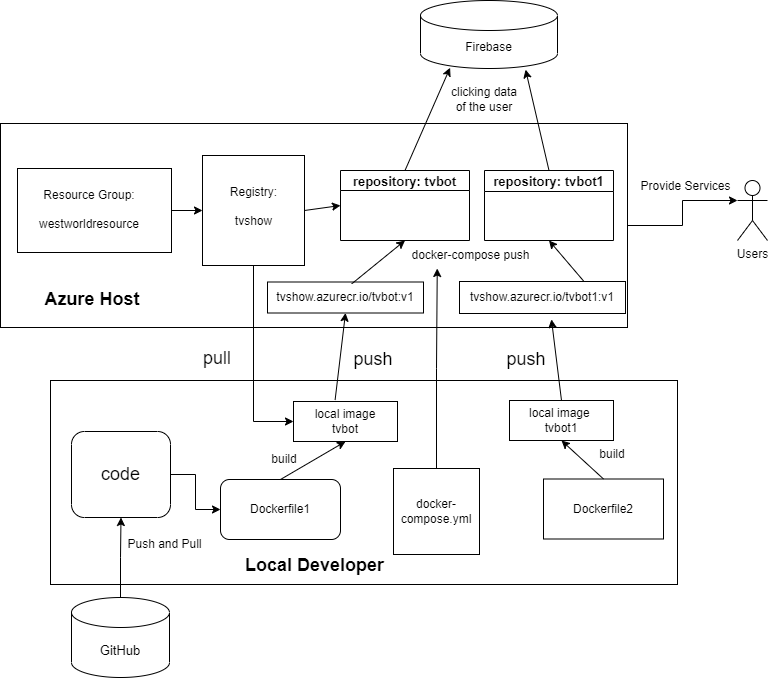 Firebase
clicking data
of the user
Resource Group:
westworldresource
Registry:
tvshow
repository: tvbot
repository: tvbot1
Provide Services
Users
docker-compose push
tvshow.azurecr.io/tvbot:v1
tvshow.azurecr.io/tvbot1:v1
Azure Host
pull
push
push
local image
tvbot
local image
tvbot1
build
build
code
Dockerfile1
docker-
compose.yml
Dockerfile2
Push and Pull
Local Developer
GitHub